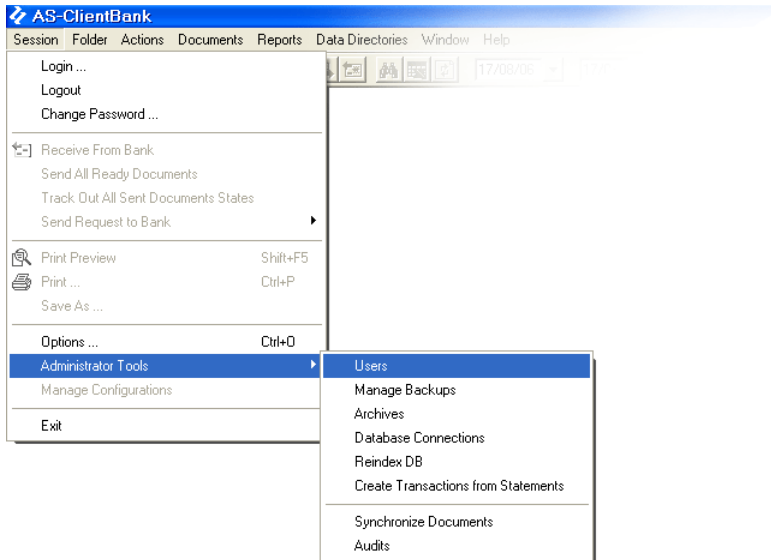 AS-ClientBank
Session Folder Actions Documents Reports Data Directories Window Help
17/08/06
Login ...
Logout
Change Password ...
Receive From Bank
Send All Ready Documents
Track Out All Sent Documents States
Send Request to Bank
Print Preview Shift+F5
Print ... Ctrl+P
Save As ...
Options ... Ctrl+O
Administrator Tools
Manage Configurations
Exit
Users
Manage Backups
Archives
Database Connections
Reindex DB
Create Transactions from Statements
Synchronize Documents
Audits